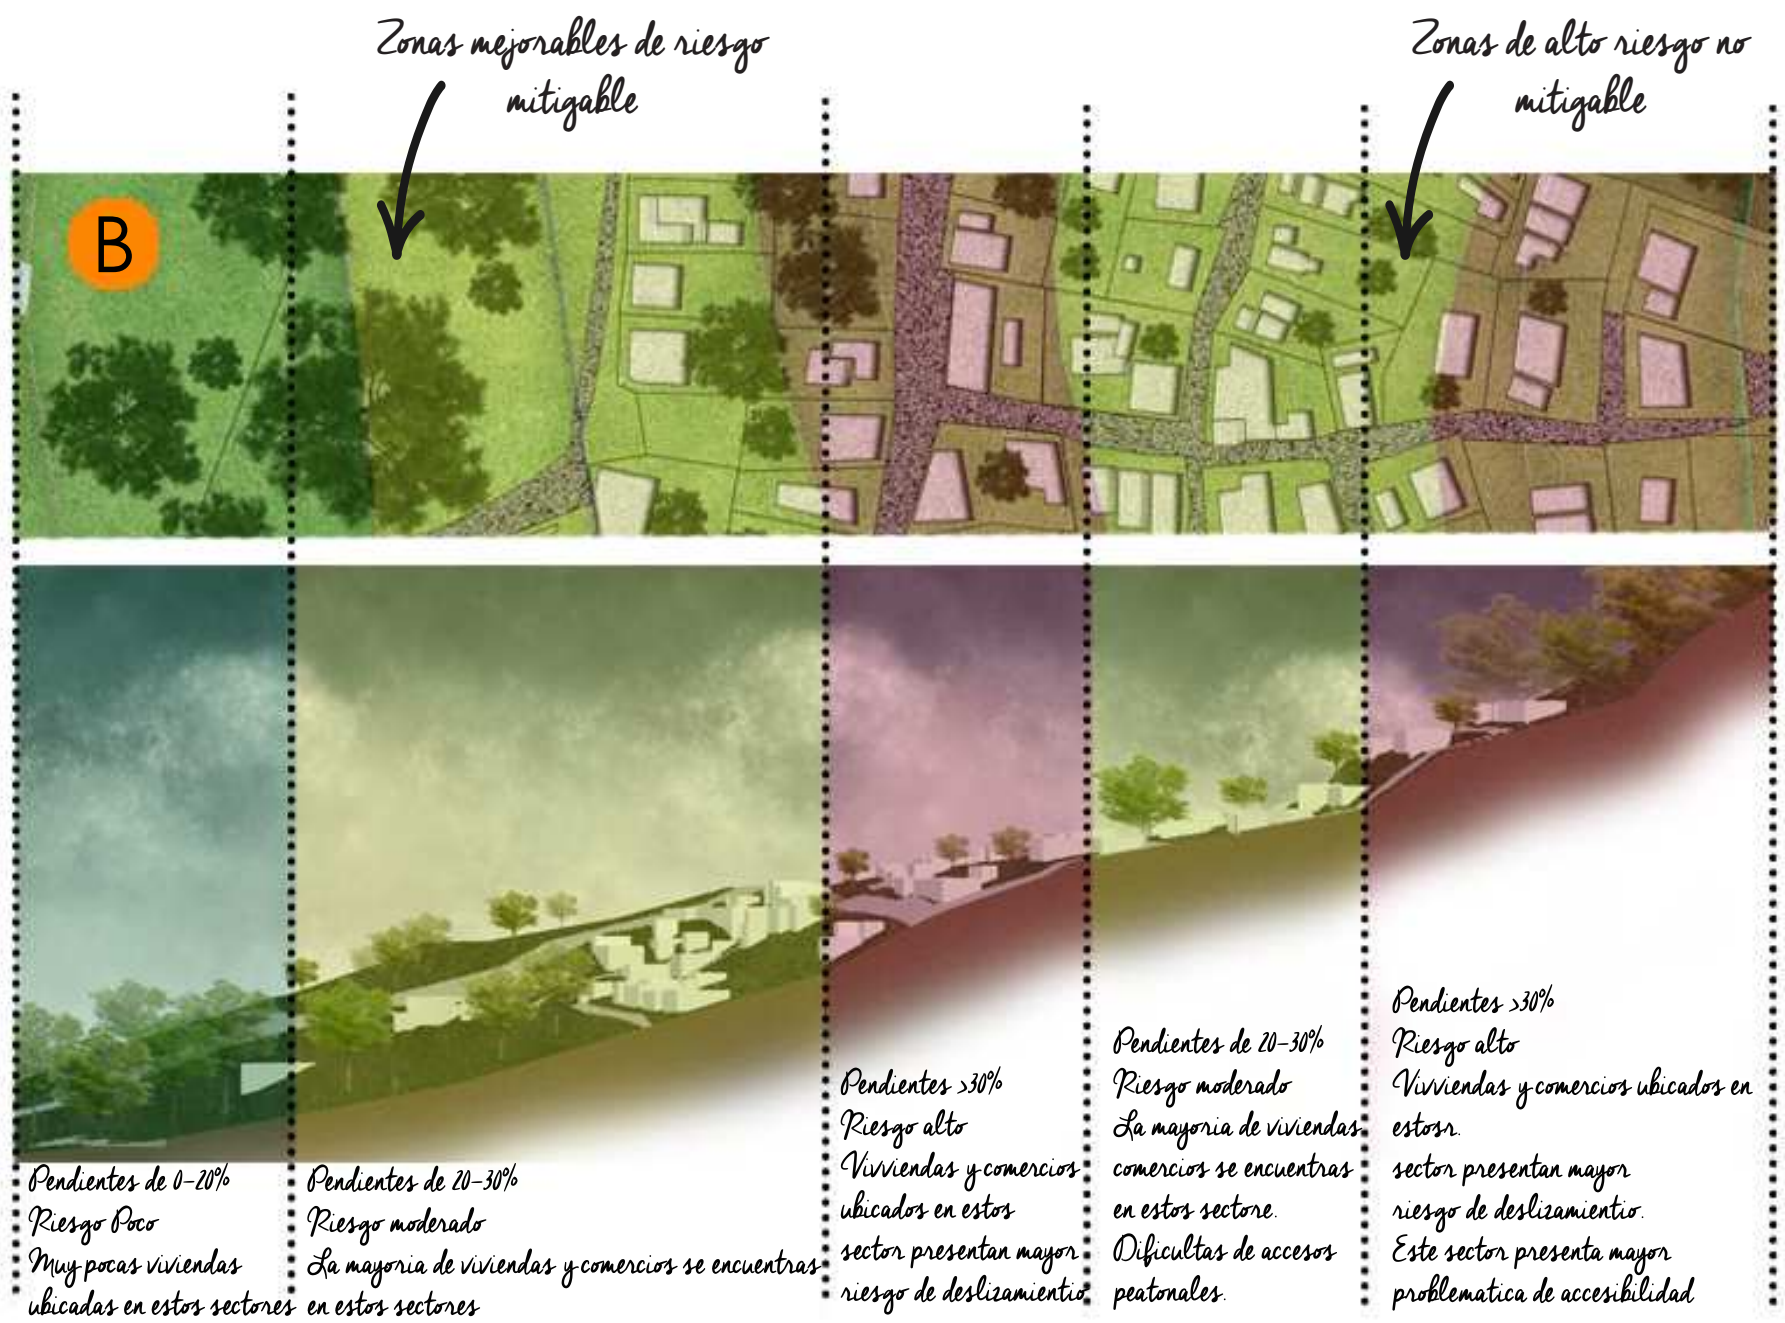 Zonas mejorables de riesgo
mitigable
Zonas de alto riesgo no
mitigable
B
Pendientes de 0-20%
Riesgo Poco
Muy pocas viviendas
ubicadas en estos sectores
Pendientes de 20-30%
Riesgo moderado
La mayoria de viviendas y comercios se encuentras
en estos sectores
Pendientes >30%
Riesgo alto
Vivviendas y comercios
ubicados en estos
sector presentan mayor
riesgo de deslizamientio
Pendientes de 20-30%
Riesgo moderado
La mayoria de viviendas
comercios se encuentras
en estos sectore.
Dificultas de accesos
peatonales.
Pendientes >30%
Riesgo alto
Vivviendas y comercios ubicados en
estosr.
sector presentan mayor
riesgo de deslizamientio.
Este sector presenta mayor
problematica de accesibilidad